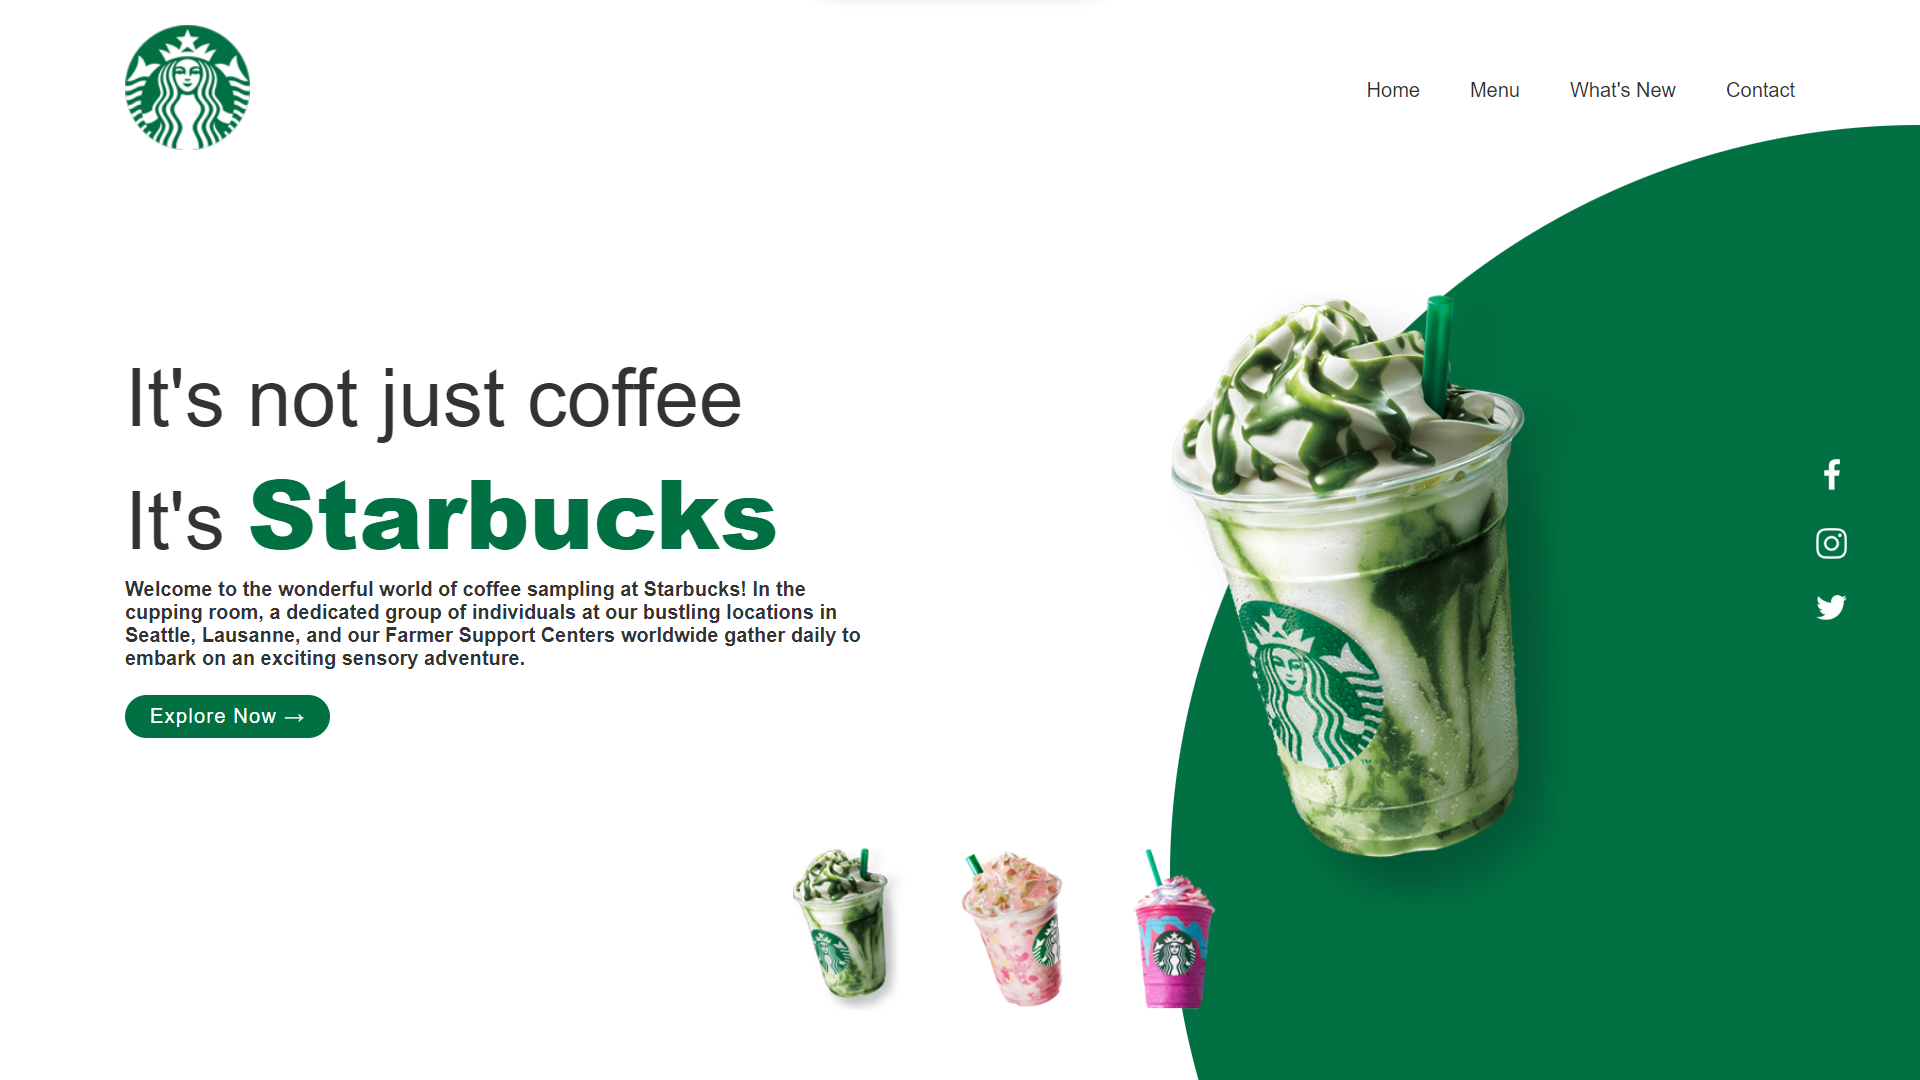 Home Menu What's New Contact
It's not just coffee
It's Starbucks
Welcome to the wonderful world of coffee sampling at Starbucks! In the
cupping room, a dedicated group of individuals at our bustling locations in
Seattle, Lausanne, and our Farmer Support Centers worldwide gather daily to
embark on an exciting sensory adventure.
Explore Now →
TM